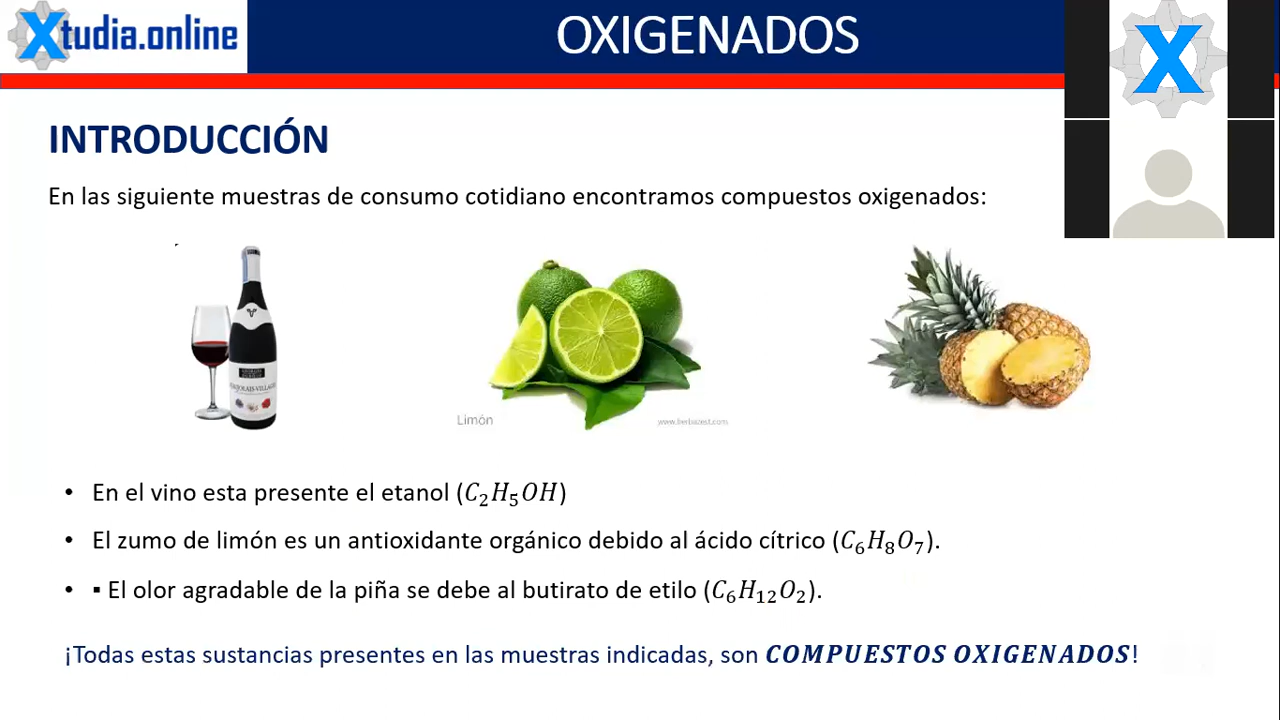 Xtudia.online
OXIGENADOS
X
INTRODUCCIÓN
En las siguiente muestras de consumo cotidiano encontramos compuestos oxigenados:
Limón
www.herbazest.com
• En el vino esta presente el etanol (C₂H₅OH)
• El zumo de limón es un antioxidante orgánico debido al ácido cítrico (C₆H₈O₇).
• ▪ El olor agradable de la piña se debe al butirato de etilo (C₆H₁₂O₂).
¡Todas estas sustancias presentes en las muestras indicadas, son COMPUESTOS OXIGENADOS!